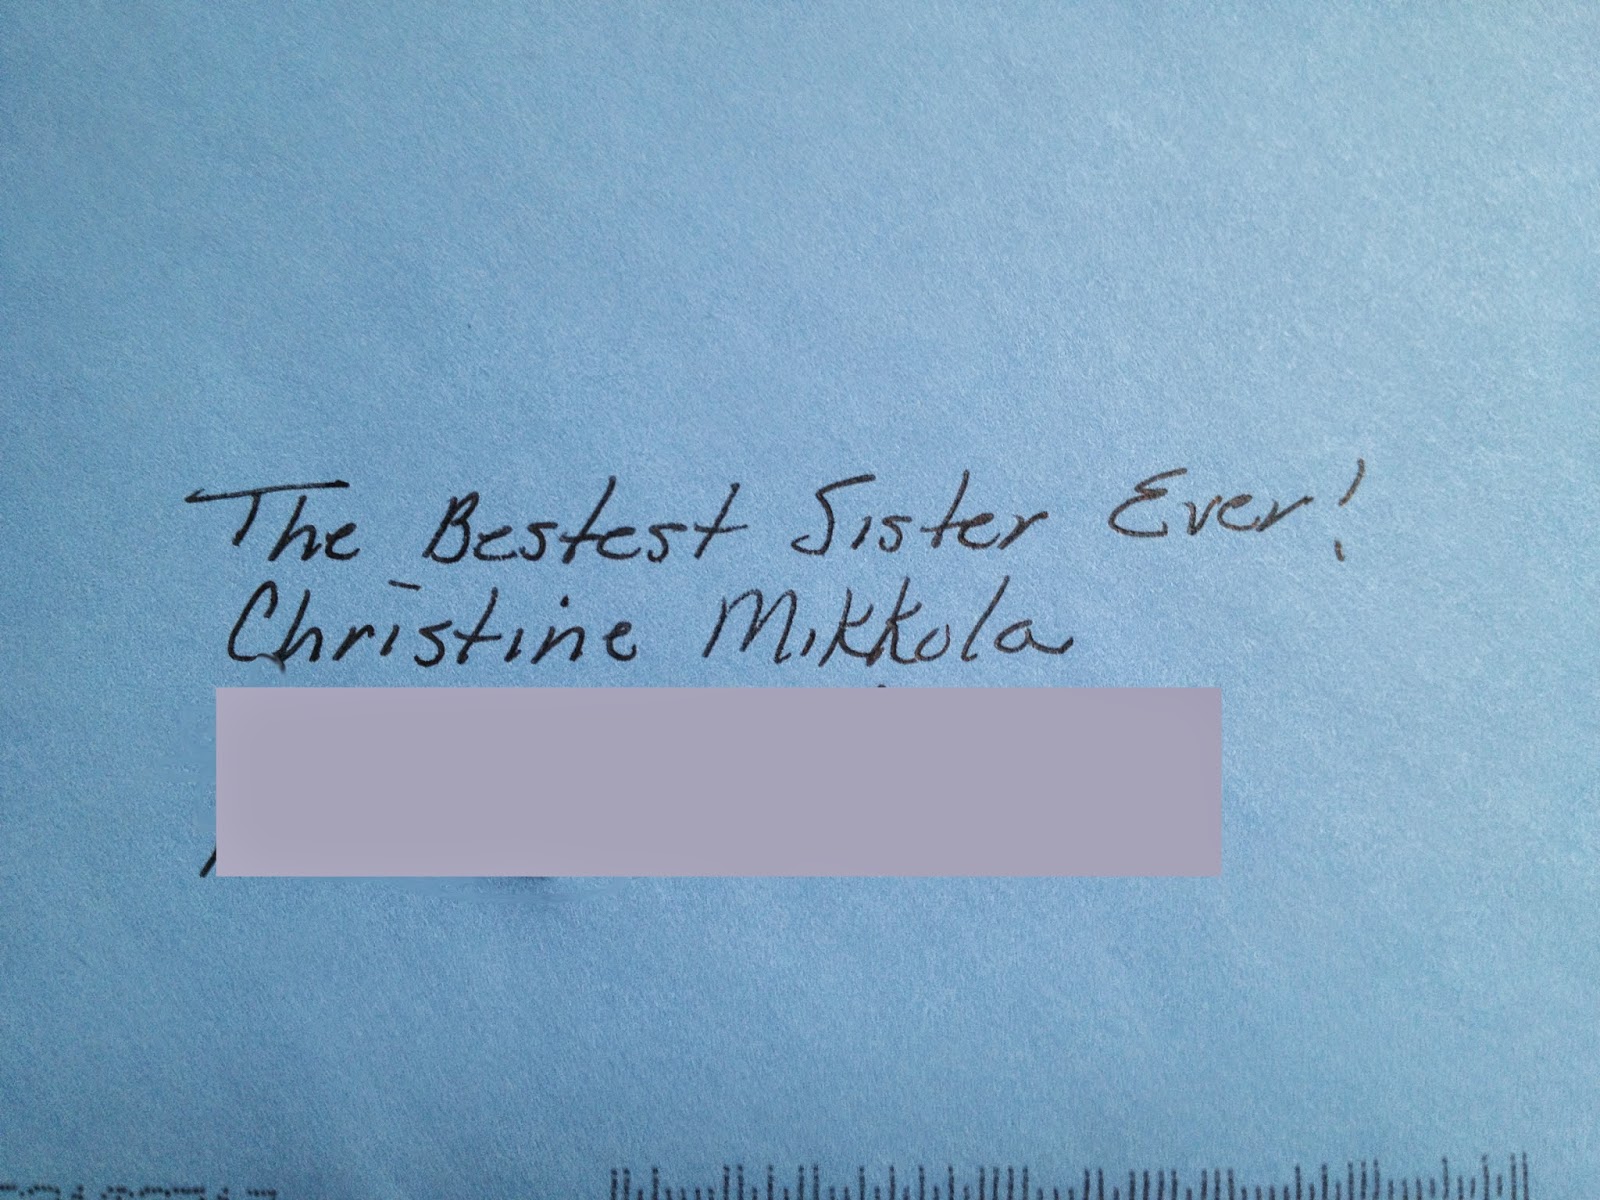 The Bestest Sister Ever!
Christine Mikkola